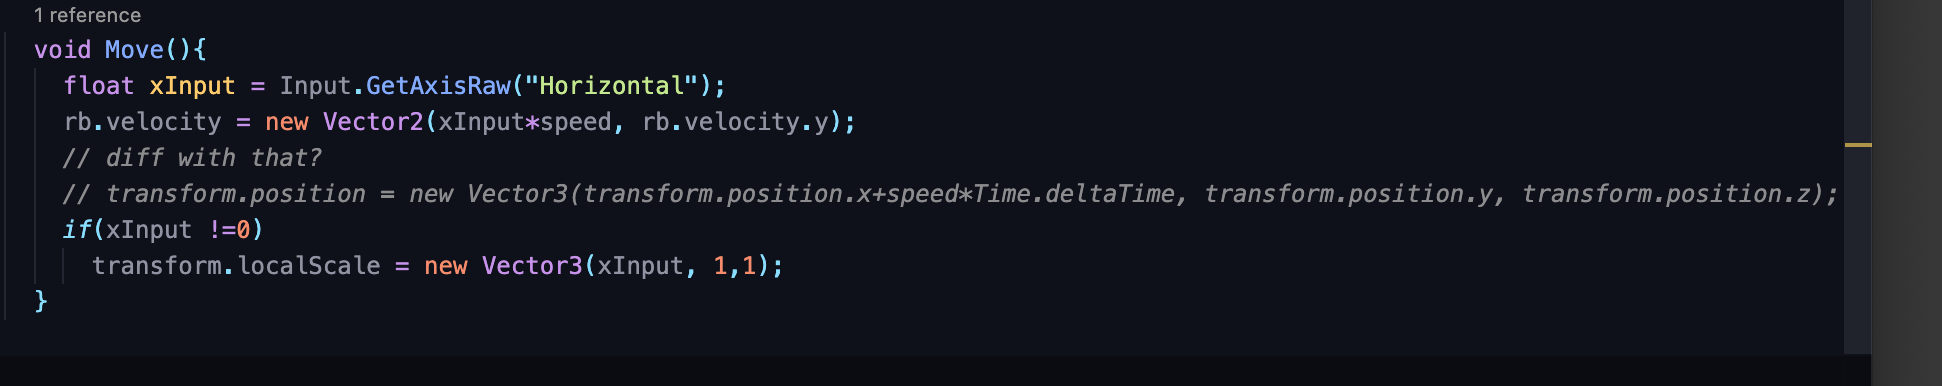 1 reference
void Move(){
float xInput = Input.GetAxisRaw("Horizontal");
rb.velocity = new Vector2(xInput*speed, rb.velocity.y);
// diff with that?
// transform.position = new Vector3(transform.position.x+speed*Time.deltaTime, transform.position.y, transform.position.z);
if(xInput !=0)
transform.localScale = new Vector3(xInput, 1,1);
}